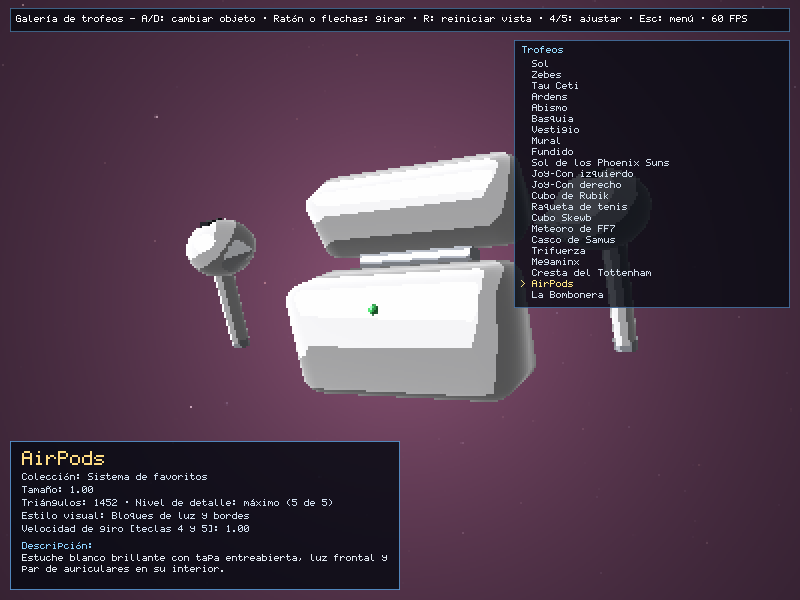 Galería de trofeos - A/D: cambiar objeto • Ratón o flechas: girar • R: reiniciar vista • 4/5: ajustar • Esc: menú • 60 FPS
Trofeos
Sol
Zebes
Tau Ceti
Ardens
Abismo
Basquia
Vestigio
Mural
Fundido
Sol de los Phoenix Suns
Joy-Con izquierdo
Joy-Con derecho
Cubo de Rubik
Raqueta de tenis
Cubo Skewb
Meteoro de FF7
Casco de Samus
Trifuerza
Megaminx
Cresta del Tottenham
> AirPods
La Bombonera
AirPods
Colección: Sistema de favoritos
Tamaño: 1.00
Triángulos: 1452 • Nivel de detalle: máximo (5 de 5)
Estilo visual: Bloques de luz y bordes
Velocidad de giro [teclas 4 y 5]: 1.00
Descripción:
Estuche blanco brillante con tapa entreabierta, luz frontal y
par de auriculares en su interior.